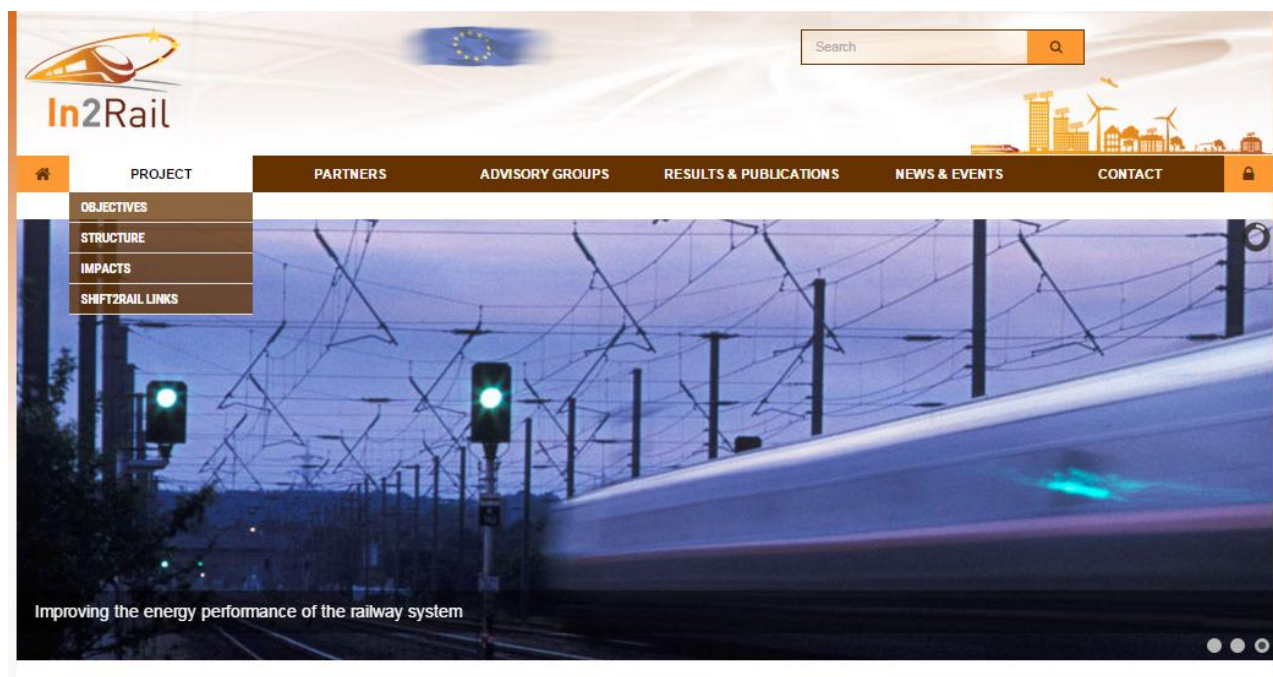 Search
In2Rail
PROJECT PARTNERS ADVISORY GROUPS RESULTS & PUBLICATIONS NEWS & EVENTS CONTACT
OBJECTIVES
STRUCTURE
IMPACTS
SHIFT2RAIL LINKS
Improving the energy performance of the railway system